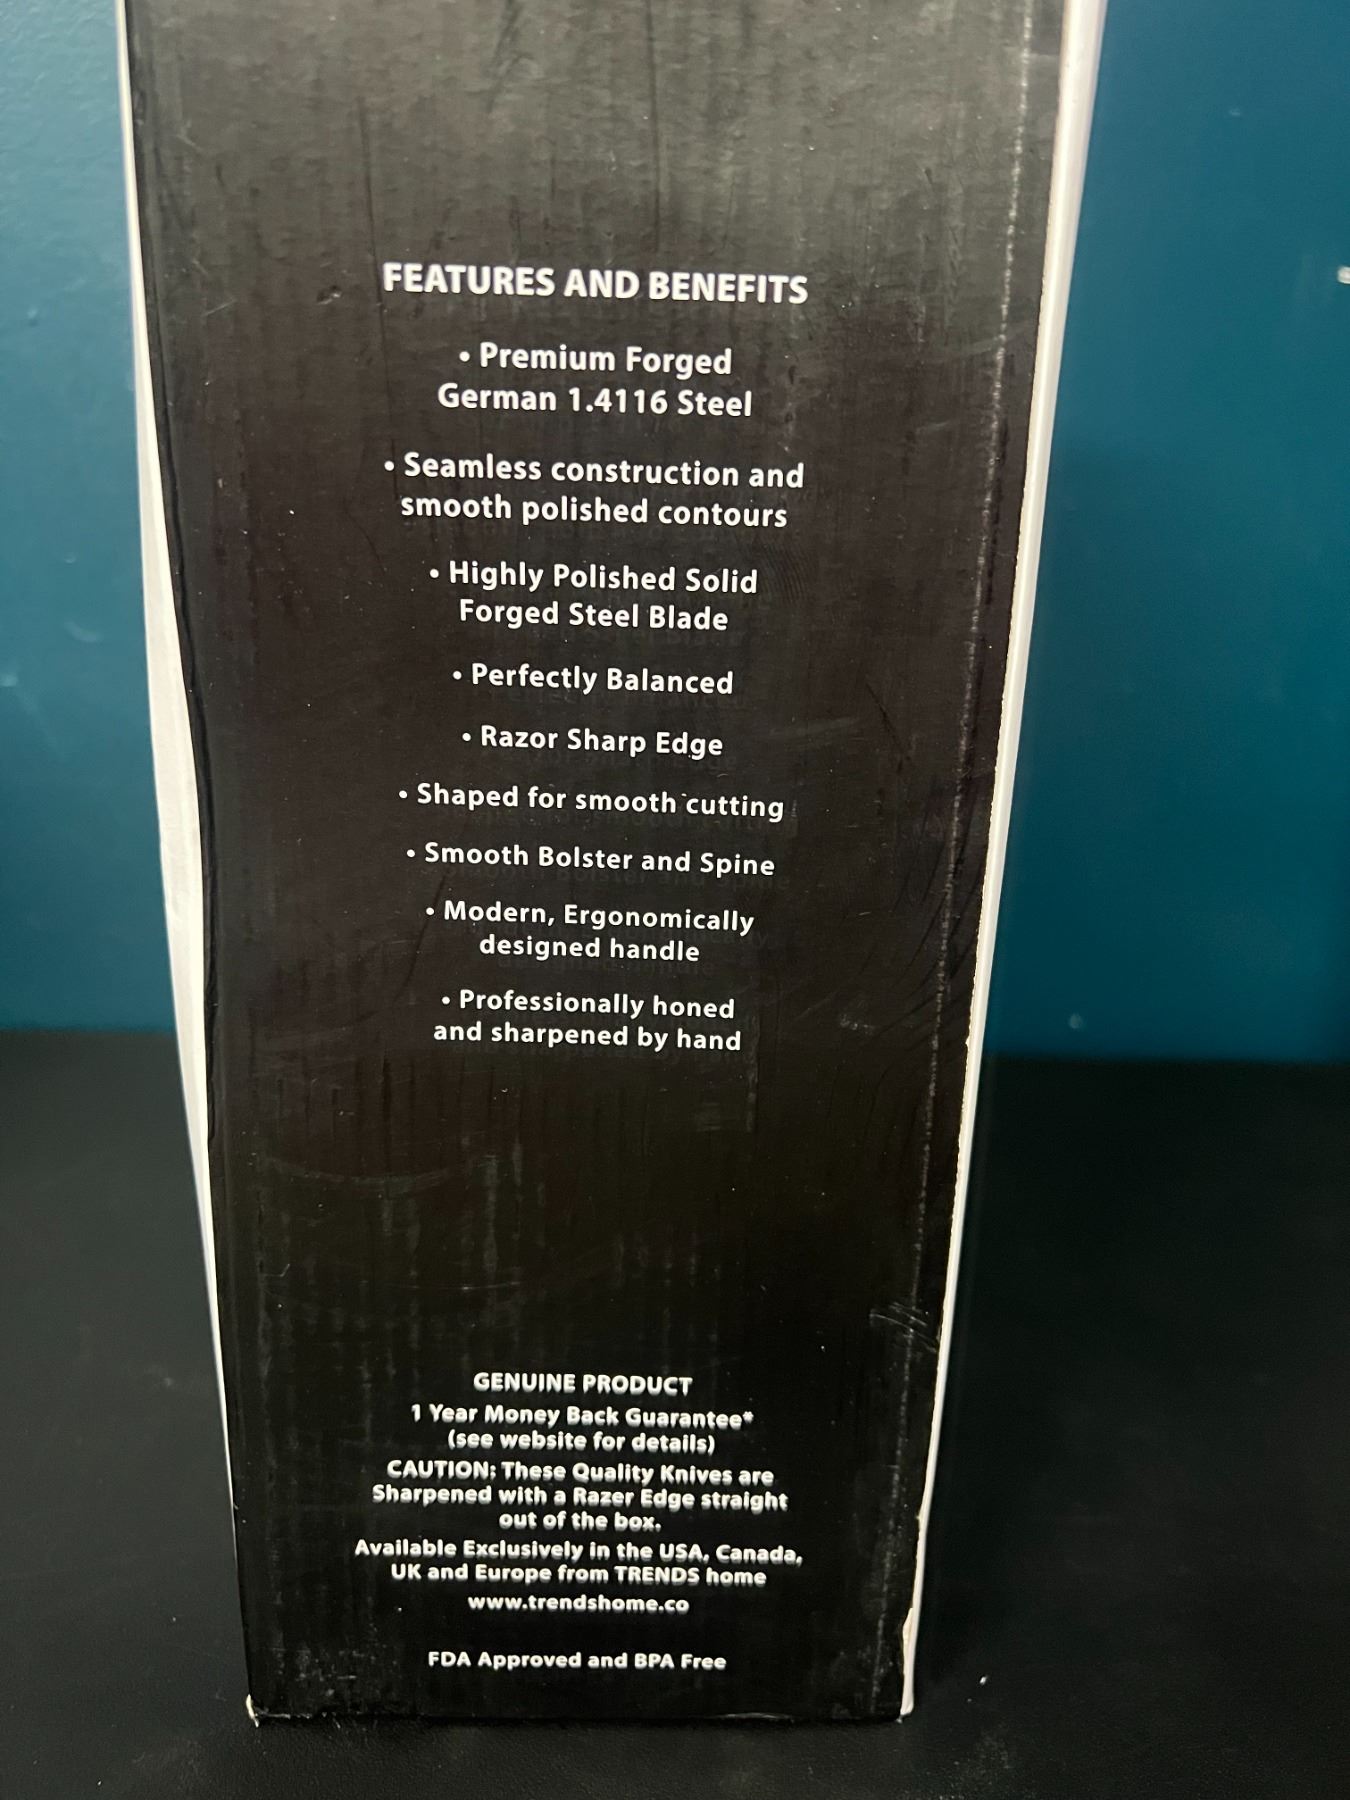 FEATURES AND BENEFITS
• Premium Forged
German 1.4116 Steel
• Seamless construction and
smooth polished contours
• Highly Polished Solid
Forged Steel Blade
• Perfectly Balanced
• Razor Sharp Edge
• Shaped for smooth cutting
• Smooth Bolster and Spine
• Modern, Ergonomically
designed handle
• Professionally honed
and sharpened by hand
GENUINE PRODUCT
1 Year Money Back Guarantee*
(see website for details)
CAUTION: These Quality Knives are
Sharpened with a Razer Edge straight
out of the box.
Available Exclusively in the USA, Canada,
UK and Europe from TRENDS home
www.trendshome.co
FDA Approved and BPA Free